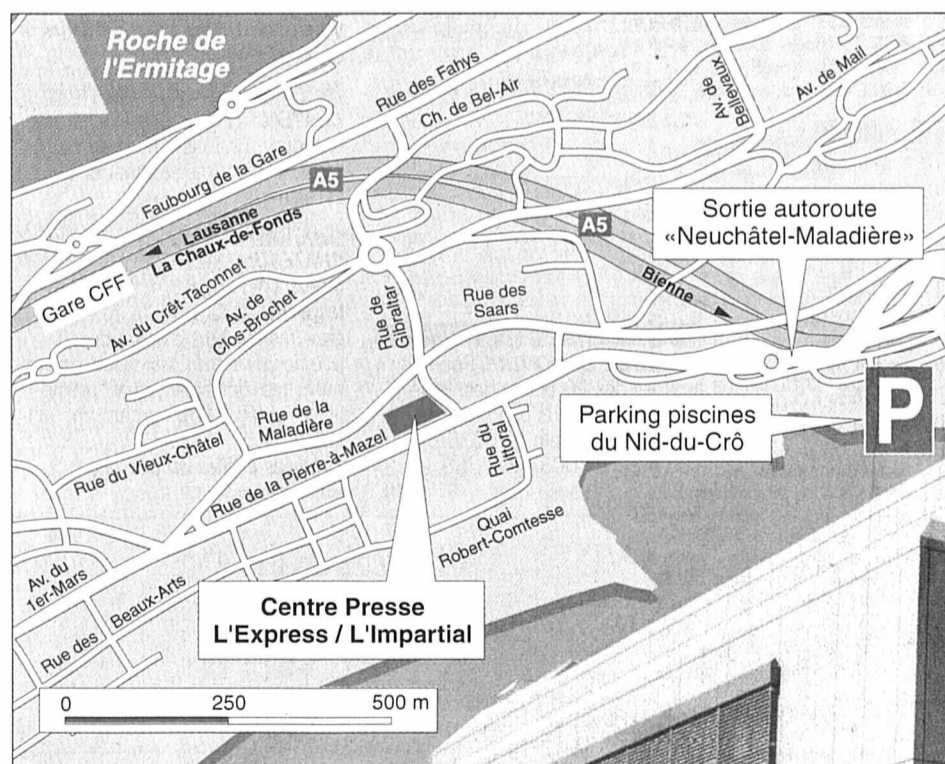 Roche de
l'Ermitage
Rue des Fahys
Ch. de Bel-Air
Av. de
Bellevaux
Av. de Mail
Faubourg de la Gare
A5
Lausanne
La Chaux-de-Fonds
A5
Sortie autoroute
«Neuchâtel-Maladière»
Gare CFF
Av. du Crêt-Taconnet
Av. de
Clos-Brochet
Rue de
Gibraltar
Rue des
Saars
Bienne
P
Parking piscines
du Nid-du-Crô
Rue de la
Maladière
Rue du Vieux-Châtel
Rue de la Pierre-à-Mazel
Rue du
Littoral
Quai
Robert-Comtesse
Av. du
1er-Mars
Rue des Beaux-Arts
Centre Presse
L'Express / L'Impartial
0 250 500 m